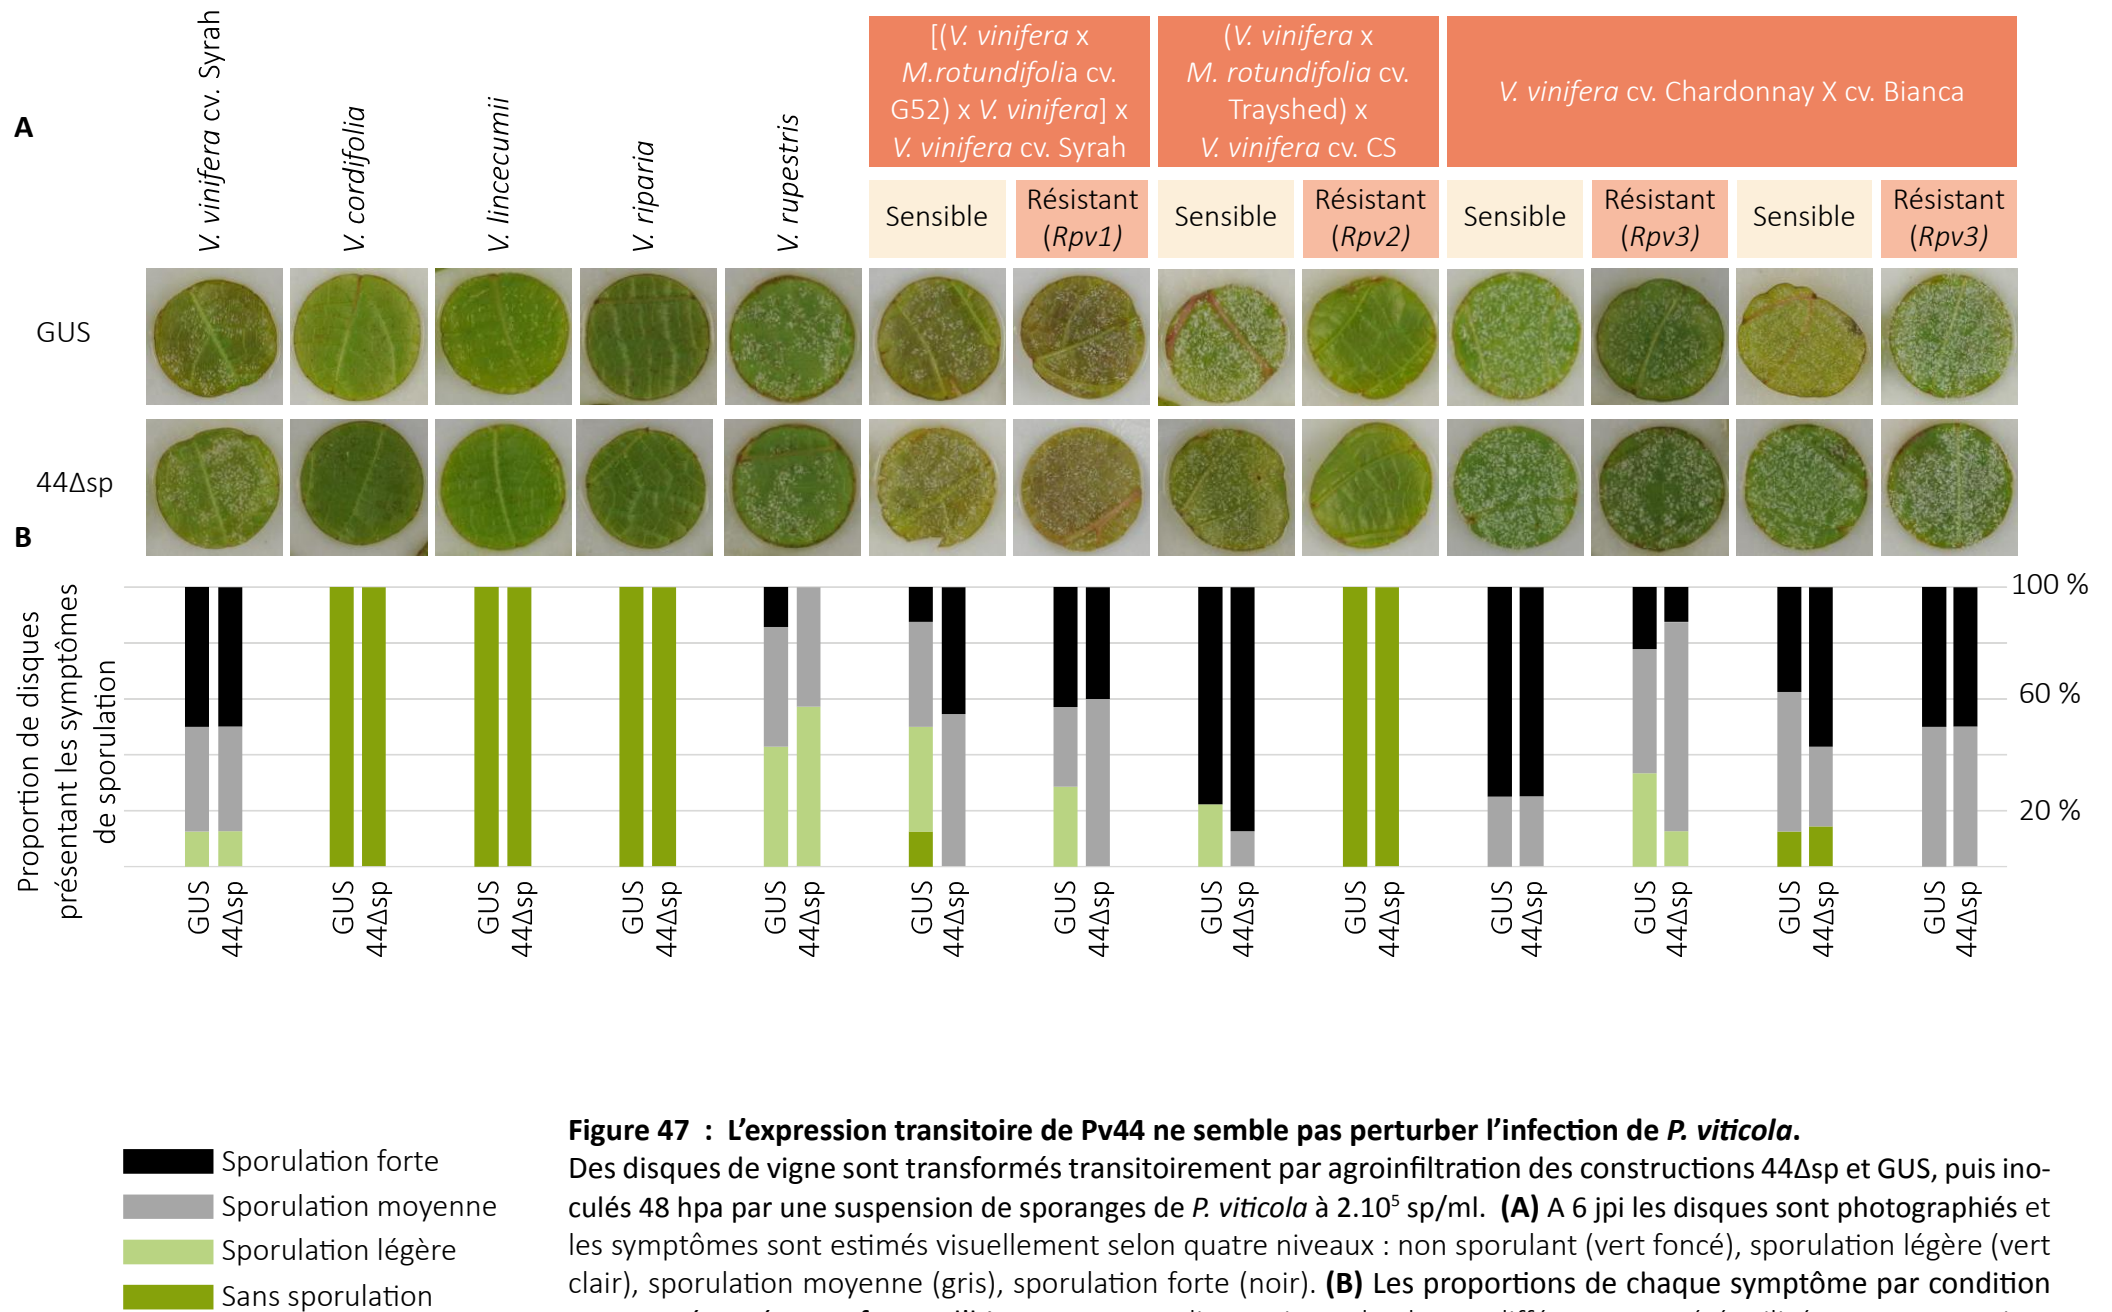 A
V. vinifera cv. Syrah
V. cordifolia
V. lincecumii
V. riparia
V. rupestris
[(V. vinifera x
M.rotundifolia cv.
G52) x V. vinifera] x
V. vinifera cv. Syrah
(V. vinifera x
M. rotundifolia cv.
Trayshed) x
V. vinifera cv. CS
V. vinifera cv. Chardonnay X cv. Bianca
Sensible
Résistant
(Rpv1)
Sensible
Résistant
(Rpv2)
Sensible
Résistant
(Rpv3)
Sensible
Résistant
(Rpv3)
GUS
44Δsp
B
Proportion de disques
présentant les symptômes
de sporulation
100 %
60 %
20 %
GUS
44Δsp
GUS
44Δsp
GUS
44Δsp
GUS
44Δsp
GUS
44Δsp
GUS
44Δsp
GUS
44Δsp
GUS
44Δsp
GUS
44Δsp
GUS
44Δsp
GUS
44Δsp
GUS
44Δsp
GUS
44Δsp
Sporulation forte
Sporulation moyenne
Sporulation légère
Sans sporulation
Figure 47 : L’expression transitoire de Pv44 ne semble pas perturber l’infection de P. viticola.
Des disques de vigne sont transformés transitoirement par agroinfiltration des constructions 44Δsp et GUS, puis ino-
culés 48 hpa par une suspension de sporanges de P. viticola à 2.10⁵ sp/ml. (A) A 6 jpi les disques sont photographiés et
les symptômes sont estimés visuellement selon quatre niveaux : non sporulant (vert foncé), sporulation légère (vert
clair), sporulation moyenne (gris), sporulation forte (noir). (B) Les proportions de chaque symptôme par condition